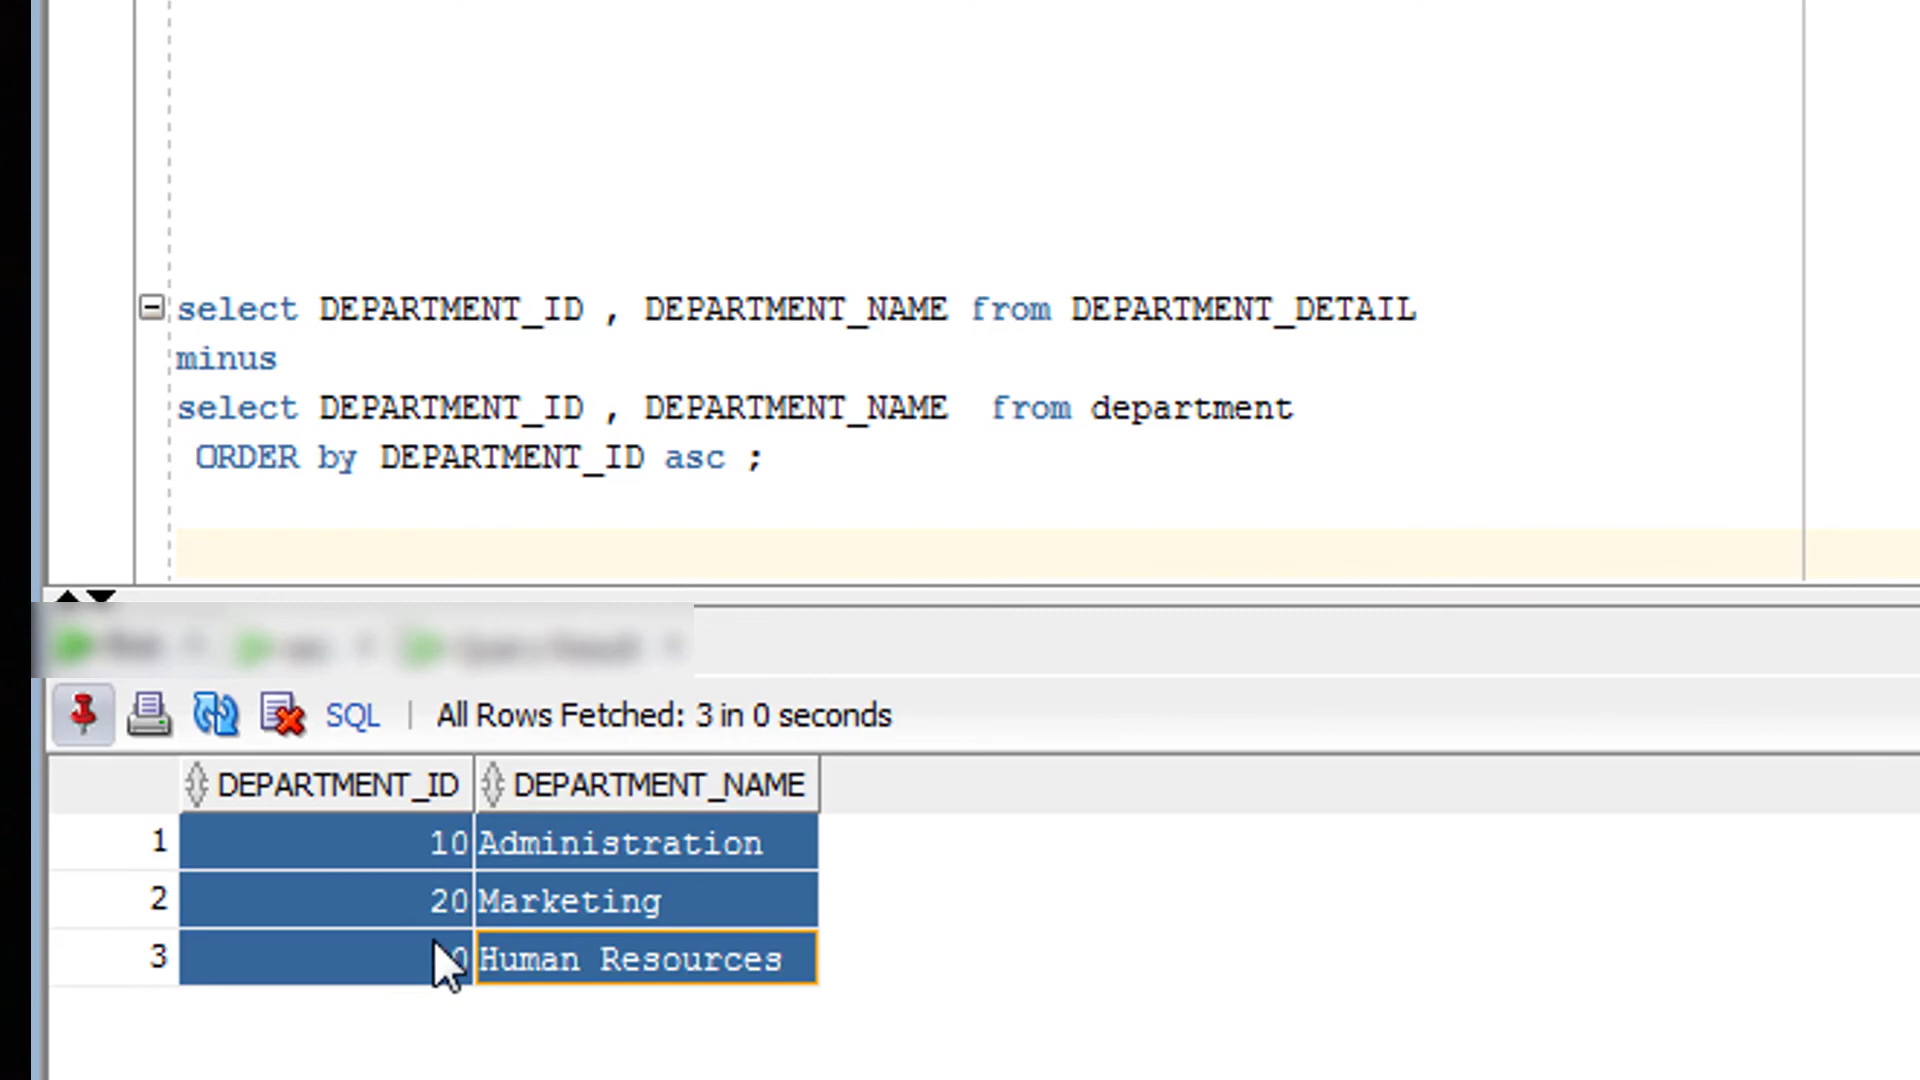 select DEPARTMENT_ID , DEPARTMENT_NAME from DEPARTMENT_DETAIL
minus
select DEPARTMENT_ID , DEPARTMENT_NAME  from department
ORDER by DEPARTMENT_ID asc ;
SQL | All Rows Fetched: 3 in 0 seconds
DEPARTMENT_ID DEPARTMENT_NAME
1 10 Administration
2 20 Marketing
3 Human Resources